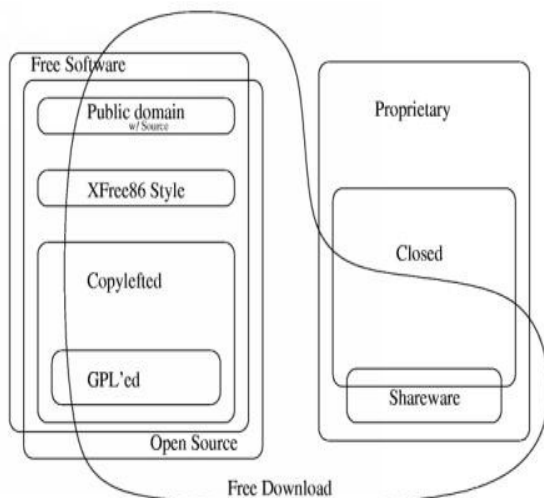 Free Software
Public domain
w/ Source
XFree86 Style
Copylefted
GPL'ed
Open Source
Proprietary
Closed
Shareware
Free Download